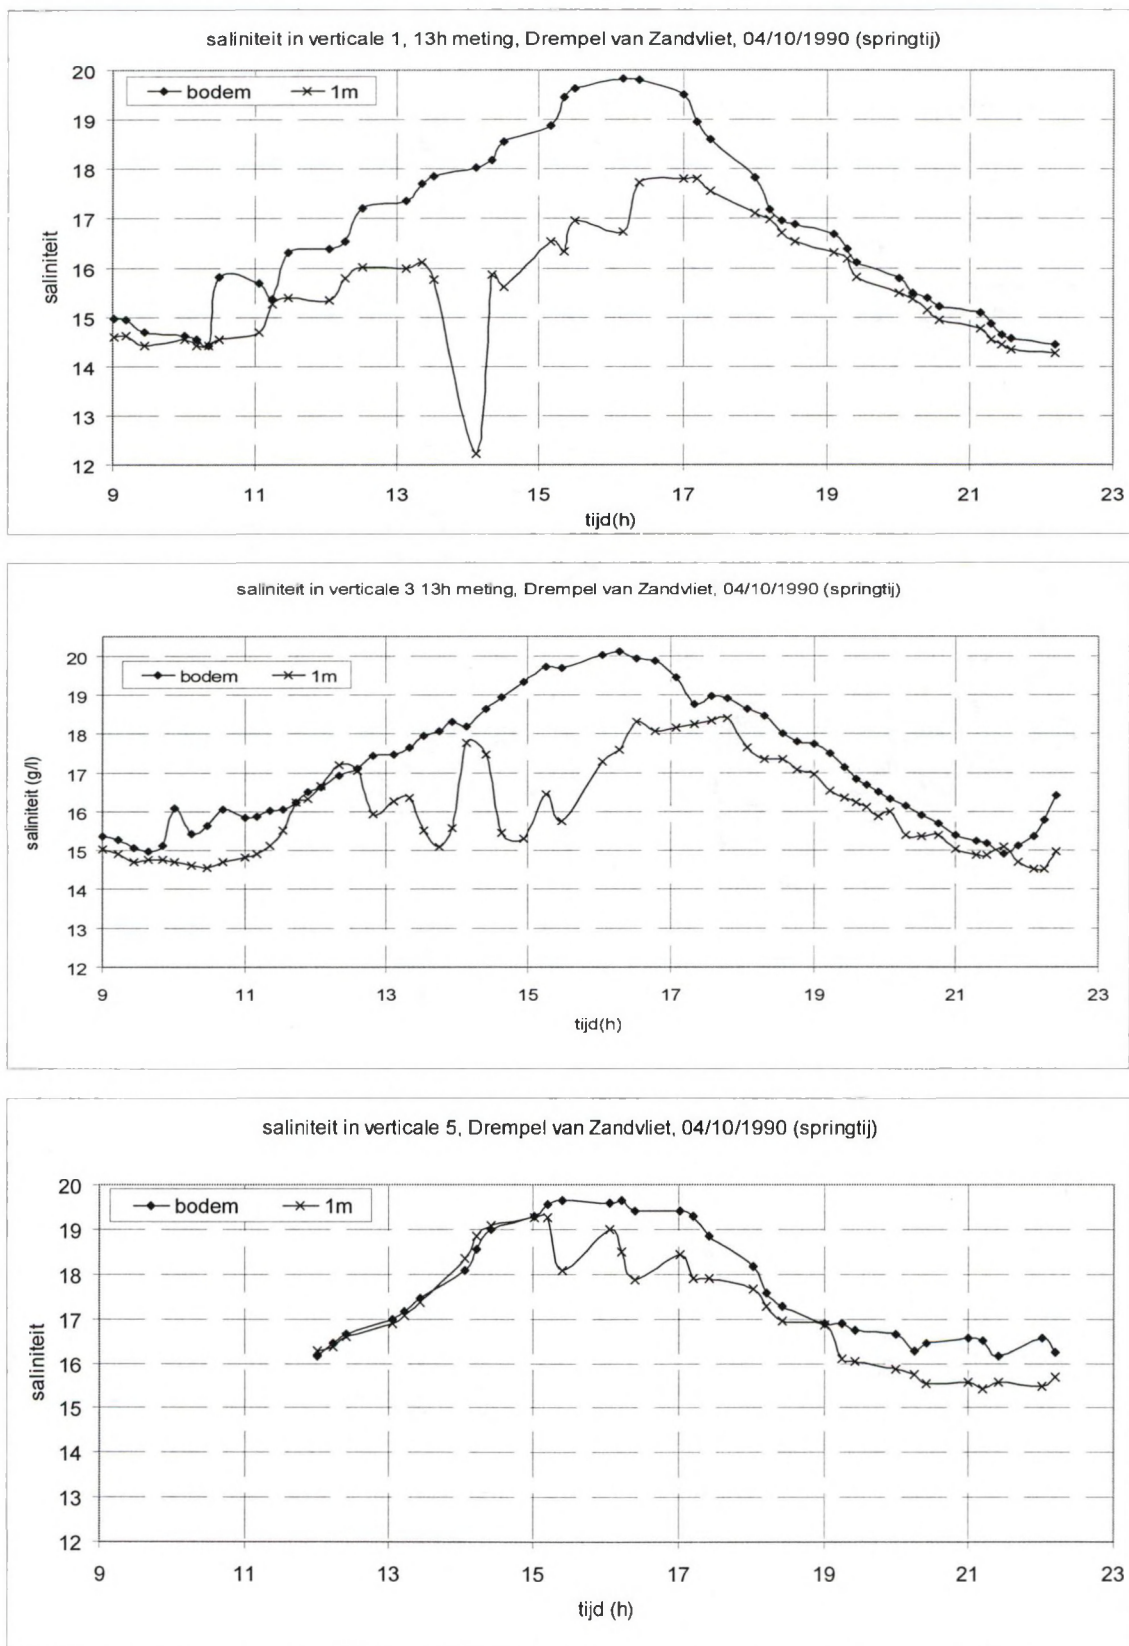 saliniteit in verticale 1, 13h meting, Drempel van Zandvliet, 04/10/1990 (springtij)
bodem 1m
saliniteit
20
19
18
17
16
15
14
13
12
9 11 13 15 17 19 21 23
tijd(h)
saliniteit in verticale 3 13h meting, Drempel van Zandvliet, 04/10/1990 (springtij)
bodem 1m
saliniteit (g/l)
20
19
18
17
16
15
14
13
12
9 11 13 15 17 19 21 23
tijd(h)
saliniteit in verticale 5, Drempel van Zandvliet, 04/10/1990 (springtij)
bodem 1m
saliniteit
20
19
18
17
16
15
14
13
12
9 11 13 15 17 19 21 23
tijd (h)